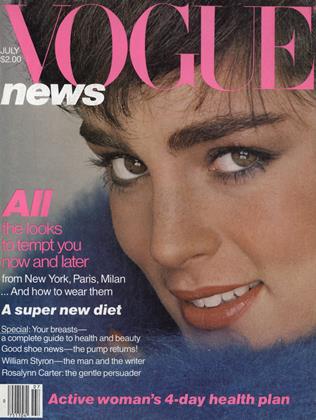 JULY
$2.00
VOGUE
news
All
the looks
to tempt you
now and later
from New York, Paris, Milan
... And how to wear them
A super new diet
Special: Your breasts—
a complete guide to health and beauty
Good shoe news—the pump returns!
William Styron—the man and the writer
Rosalynn Carter: the gentle persuader
07
Active woman's 4-day health plan